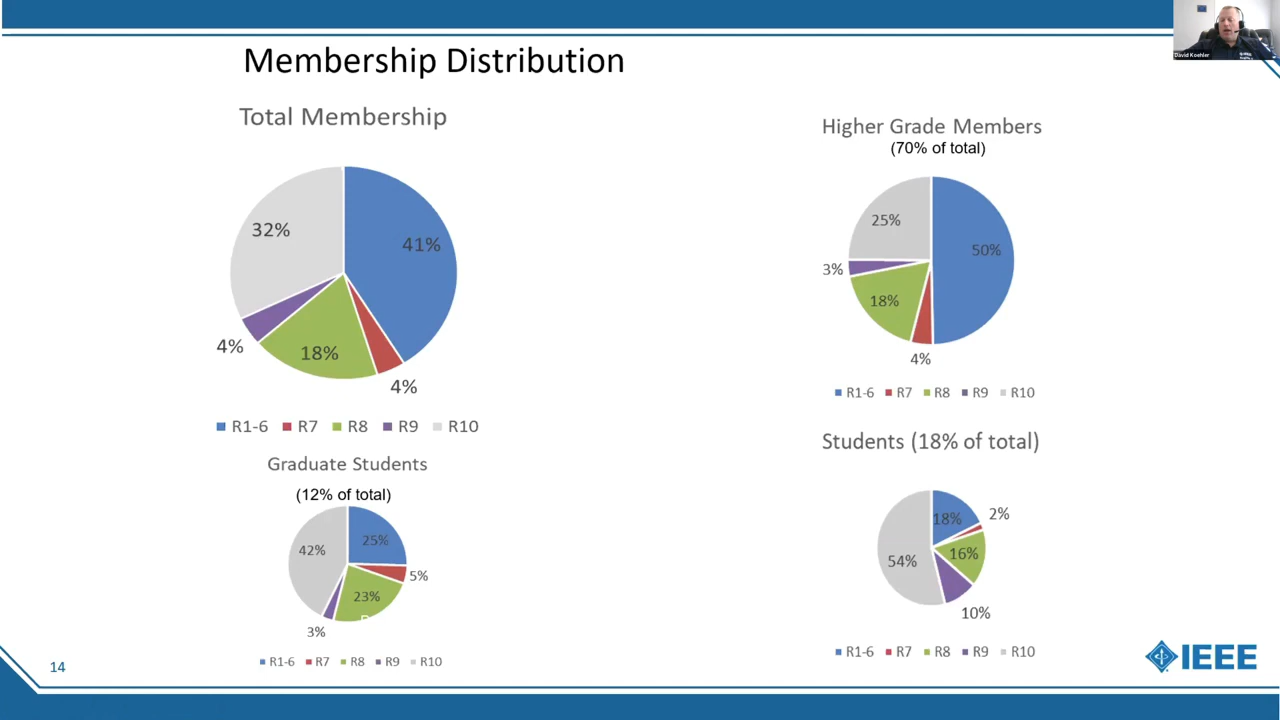 David Koehler
IEEE
Membership Distribution
Total Membership
32%
41%
4%
18%
4%
R1-6 R7 R8 R9 R10
Higher Grade Members
(70% of total)
25%
50%
3%
18%
4%
R1-6 R7 R8 R9 R10
Graduate Students
(12% of total)
42%
25%
5%
23%
3%
R1-6 R7 R8 R9 R10
Students (18% of total)
18%
2%
54%
16%
10%
R1-6 R7 R8 R9 R10
14
IEEE